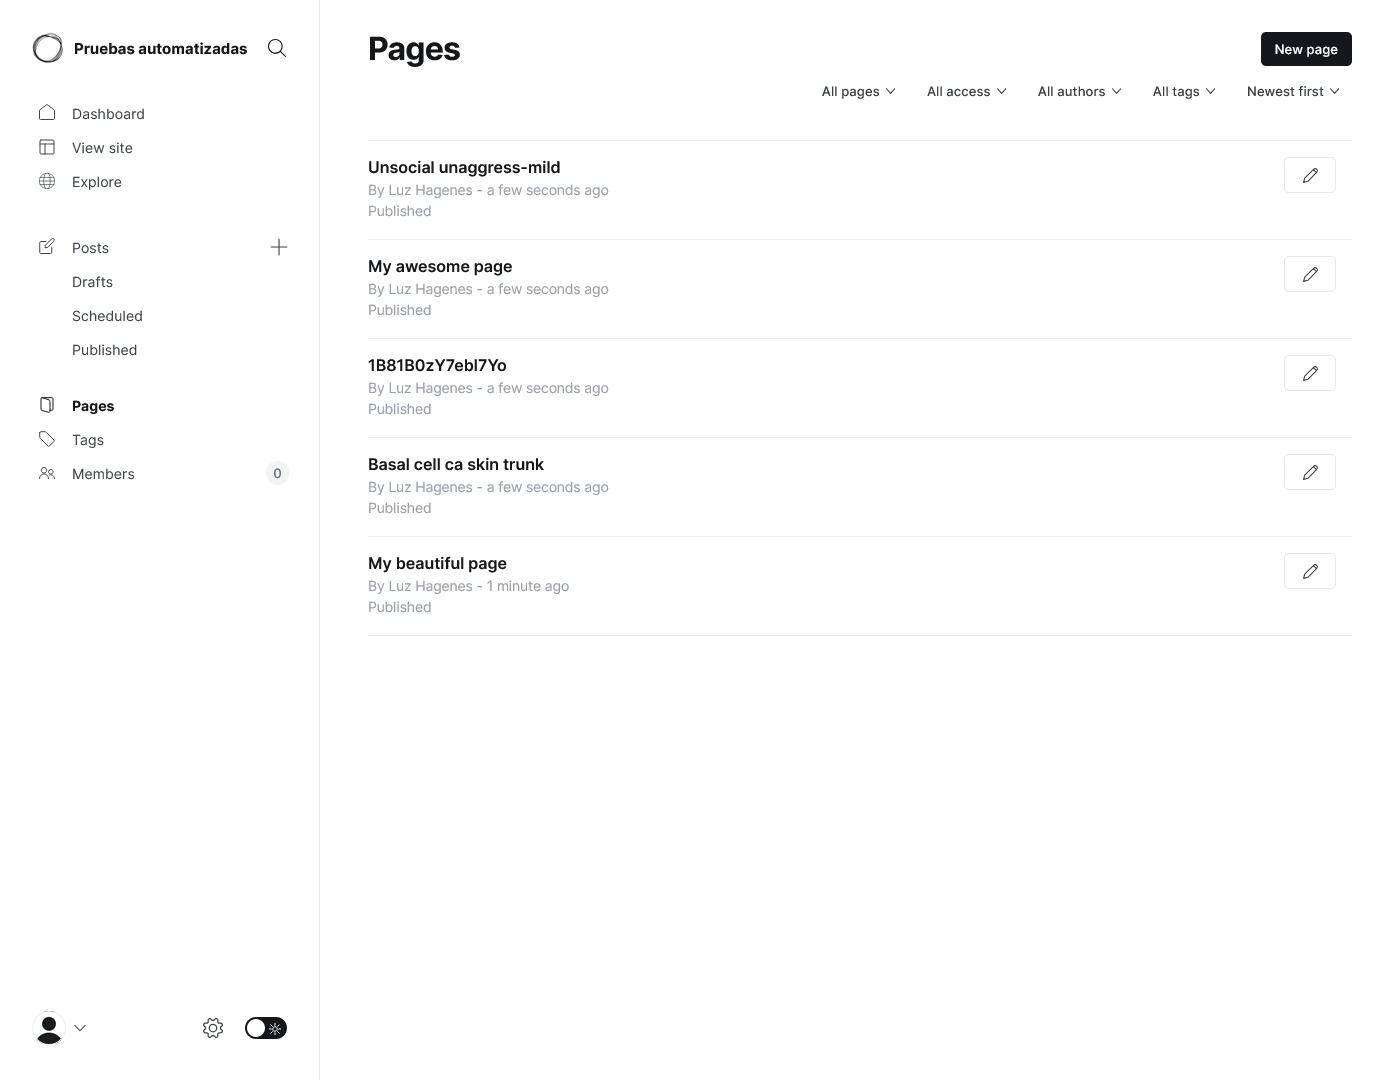 Pruebas automatizadas
Dashboard
View site
Explore
Posts
Drafts
Scheduled
Published
Pages
Tags
Members 0
Pages
New page
All pages All access All authors All tags Newest first
Unsocial unaggress-mild
By Luz Hagenes - a few seconds ago
Published
My awesome page
By Luz Hagenes - a few seconds ago
Published
1B81B0zY7ebl7Yo
By Luz Hagenes - a few seconds ago
Published
Basal cell ca skin trunk
By Luz Hagenes - a few seconds ago
Published
My beautiful page
By Luz Hagenes - 1 minute ago
Published